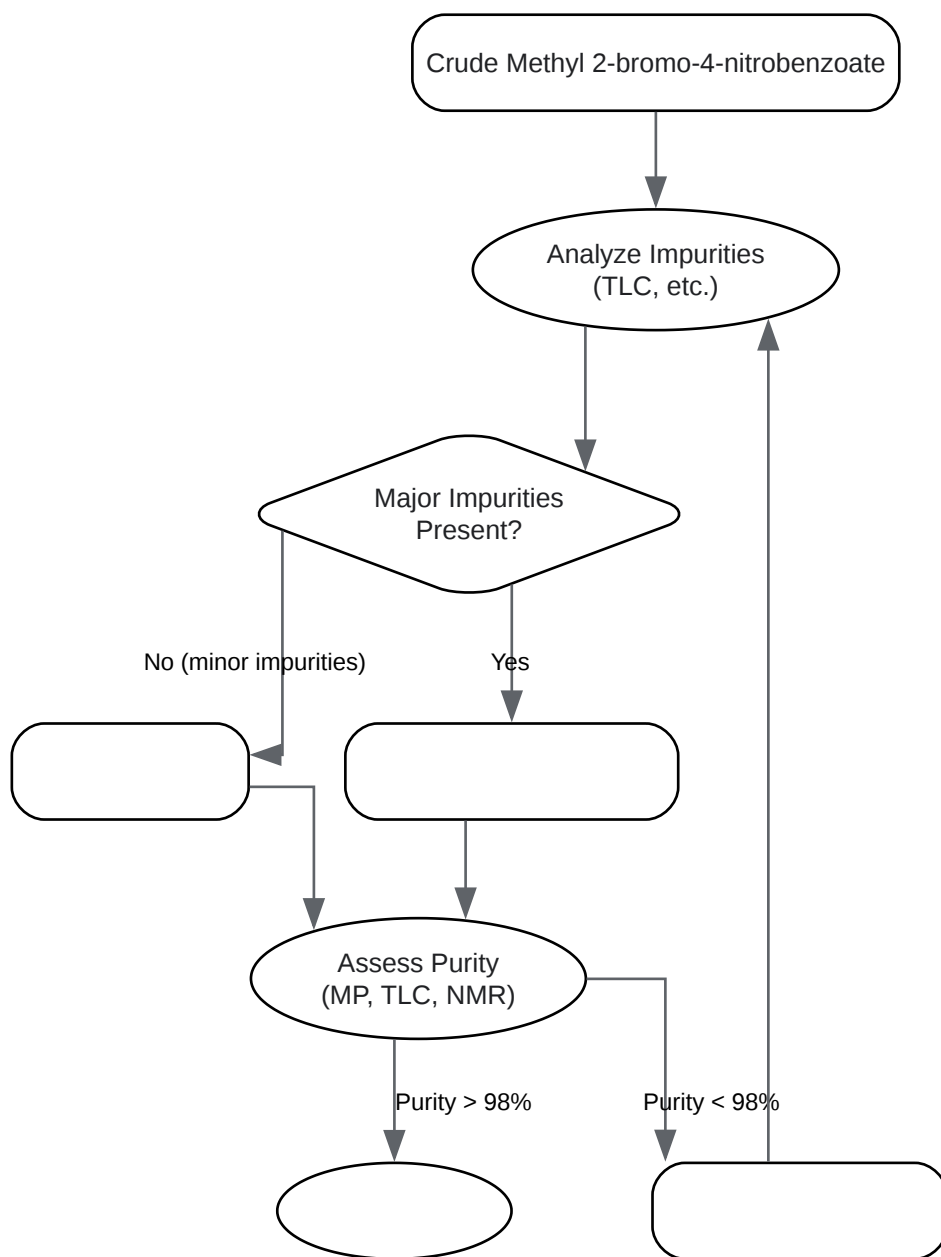 Crude Methyl 2-bromo-4-nitrobenzoate
Analyze Impurities
(TLC, etc.)
Major Impurities
Present?
No (minor impurities)
Yes
Assess Purity
(MP, TLC, NMR)
Purity > 98%
Purity < 98%